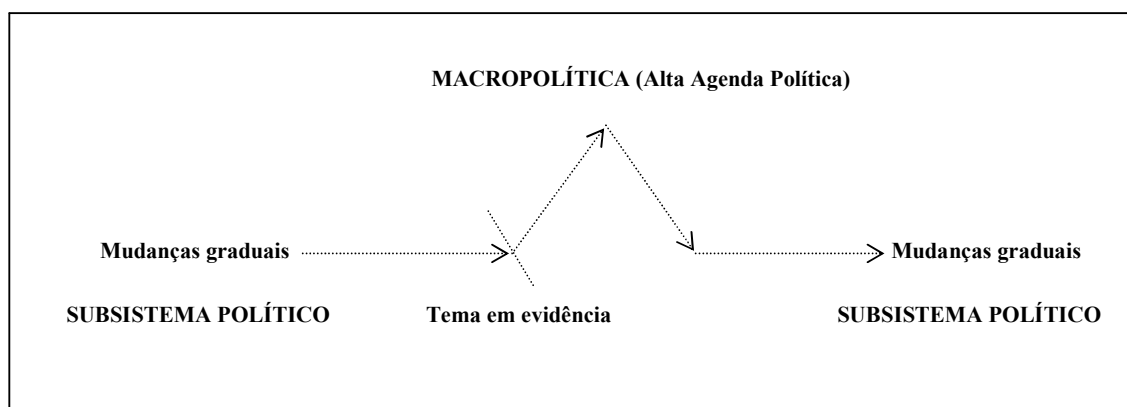 MACROPOLÍTICA (Alta Agenda Política)
Mudanças graduais
Mudanças graduais
SUBSISTEMA POLÍTICO
Tema em evidência
SUBSISTEMA POLÍTICO